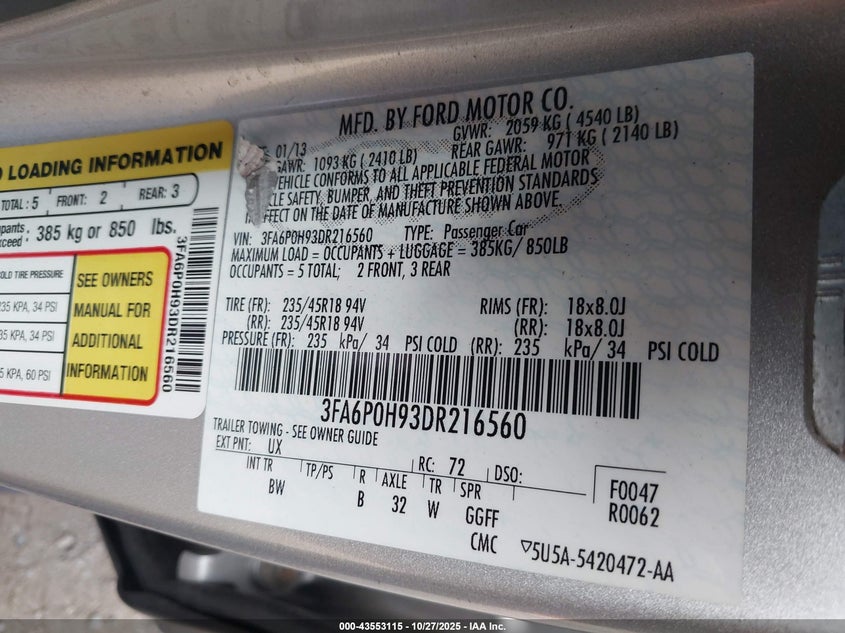 LOADING INFORMATION
TOTAL: 5 FRONT: 2 REAR: 3
385 kg or 850 lbs.
COLD TIRE PRESSURE
235 KPA, 34 PSI
KPA, 60 PSI
SEE OWNERS
MANUAL FOR
ADDITIONAL
INFORMATION
3FA6P0H93DR216560
MFD. BY FORD MOTOR CO.
01/13 GVWR: 2059 KG ( 4540 LB)
GAWR: 1093 KG ( 2410 LB) REAR GAWR: 971 KG ( 2140 LB)
VEHICLE CONFORMS TO ALL APPLICABLE FEDERAL MOTOR
SAFETY, BUMPER, AND THEFT PREVENTION STANDARDS
EFFECT ON THE DATE OF MANUFACTURE SHOWN ABOVE.
VIN: 3FA6P0H93DR216560 TYPE: Passenger Car
MAXIMUM LOAD = OCCUPANTS + LUGGAGE = 385KG/ 850LB
OCCUPANTS = 5 TOTAL; 2 FRONT, 3 REAR
TIRE (FR): 235/45R18 94V RIMS (FR): 18x8.0J
(RR): 235/45R18 94V (RR): 18x8.0J
PRESSURE (FR): 235 kPa/ 34 PSI COLD (RR): 235 kPa/ 34 PSI COLD
3FA6P0H93DR216560
TRAILER TOWING - SEE OWNER GUIDE
EXT PNT: UX RC: 72 DSO:
INT TR TP/PS R AXLE TR SPR F0047
BW B 32 W GGFF R0062
CMC ▽5U5A-5420472-AA
000-43553115 - 10/27/2025 - IAA Inc.